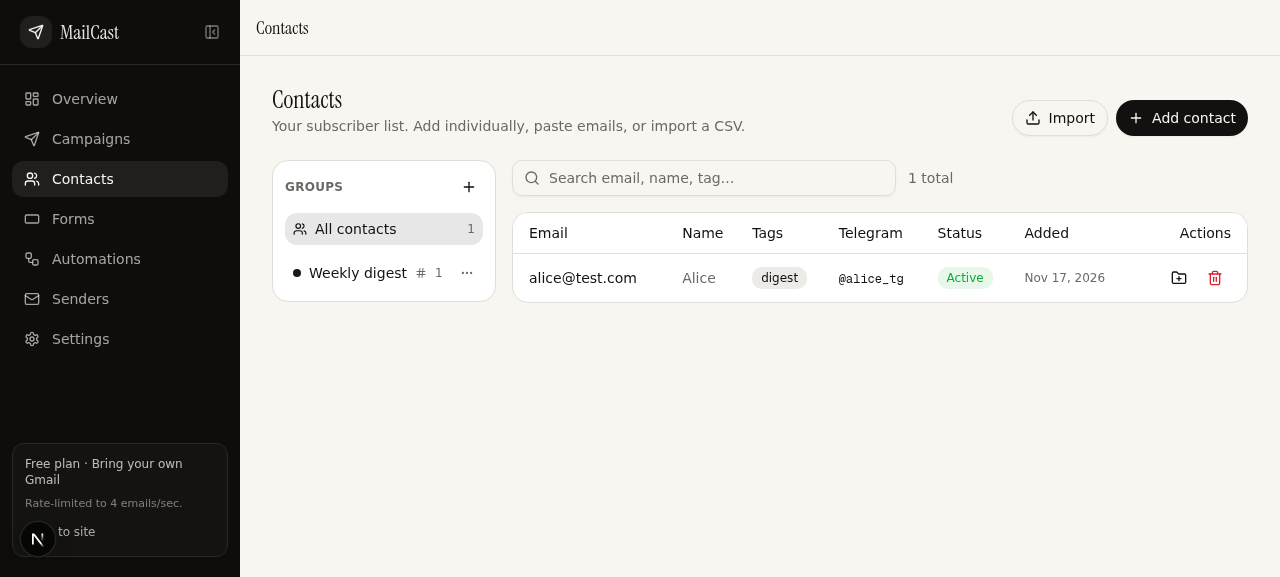 MailCast
Overview
Campaigns
Contacts
Forms
Automations
Senders
Settings
Free plan · Bring your own
Gmail
Rate-limited to 4 emails/sec.
to site
N
Contacts
Contacts
Your subscriber list. Add individually, paste emails, or import a CSV.
Import
Add contact
GROUPS
All contacts 1
Weekly digest # 1
Search email, name, tag...
1 total
Email Name Tags Telegram Status Added Actions
alice@test.com Alice digest @alice_tg Active Nov 17, 2026